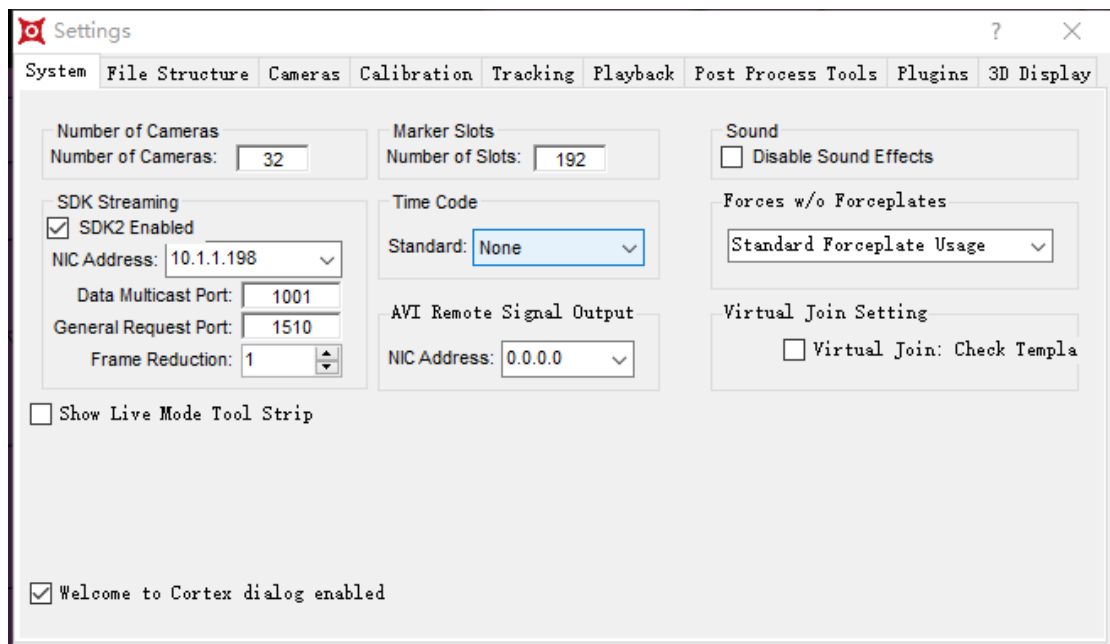 Settings
?
System File Structure Cameras Calibration Tracking Playback Post Process Tools Plugins 3D Display
Number of Cameras
Number of Cameras: 32
Marker Slots
Number of Slots: 192
Sound
Disable Sound Effects
SDK Streaming
SDK2 Enabled
NIC Address: 10.1.1.198
Data Multicast Port: 1001
General Request Port: 1510
Frame Reduction: 1
Time Code
Standard: None
Forces w/o Forceplates
Standard Forceplate Usage
AVI Remote Signal Output
NIC Address: 0.0.0.0
Virtual Join Setting
Virtual Join: Check Templa
Show Live Mode Tool Strip
Welcome to Cortex dialog enabled